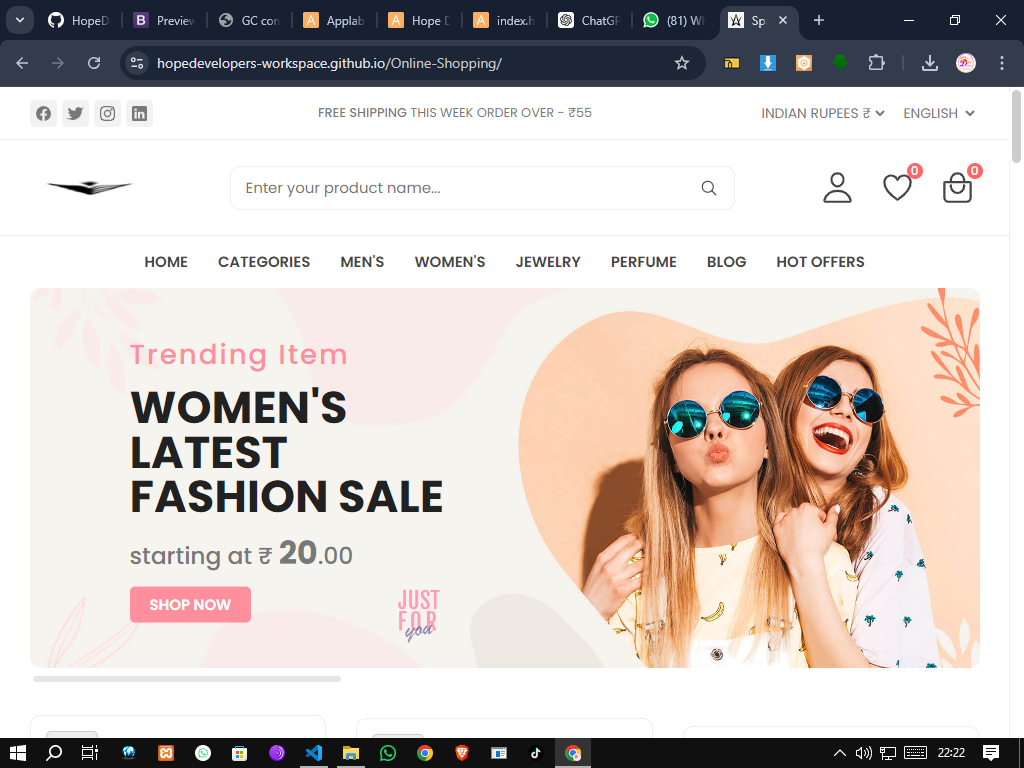 HopeD
Preview
GC con
Applab
Hope D
index.h
ChatGP
(81) Wh
Sp
hopedevelopers-workspace.github.io/Online-Shopping/
FREE SHIPPING THIS WEEK ORDER OVER - ₹55
INDIAN RUPEES ₹
ENGLISH
Enter your product name...
0
0
HOME CATEGORIES MEN'S WOMEN'S JEWELRY PERFUME BLOG HOT OFFERS
Trending Item
WOMEN'S
LATEST
FASHION SALE
starting at ₹ 20.00
SHOP NOW
JUST
FOR
you
22:22